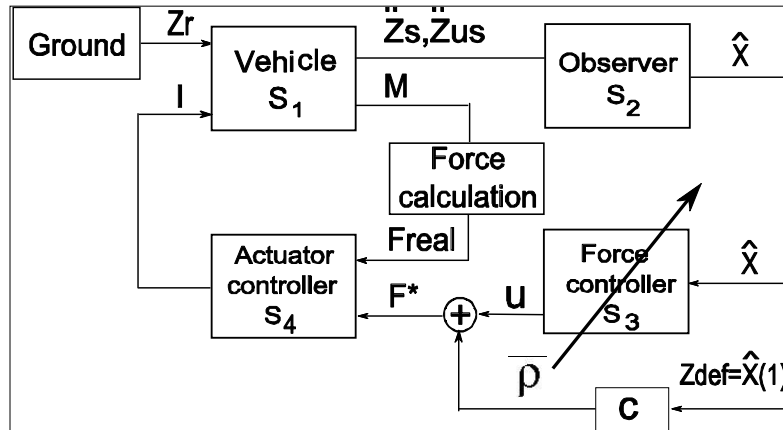 Ground
Zr
Vehicle
S₁
I
M
Z̈s,Z̈us
Observer
S₂
X̂
Force
calculation
Freal
Actuator
controller
S₄
F*
+
u
Force
controller
S₃
X̂
ρ̅
Zdef=X̂(1)
C